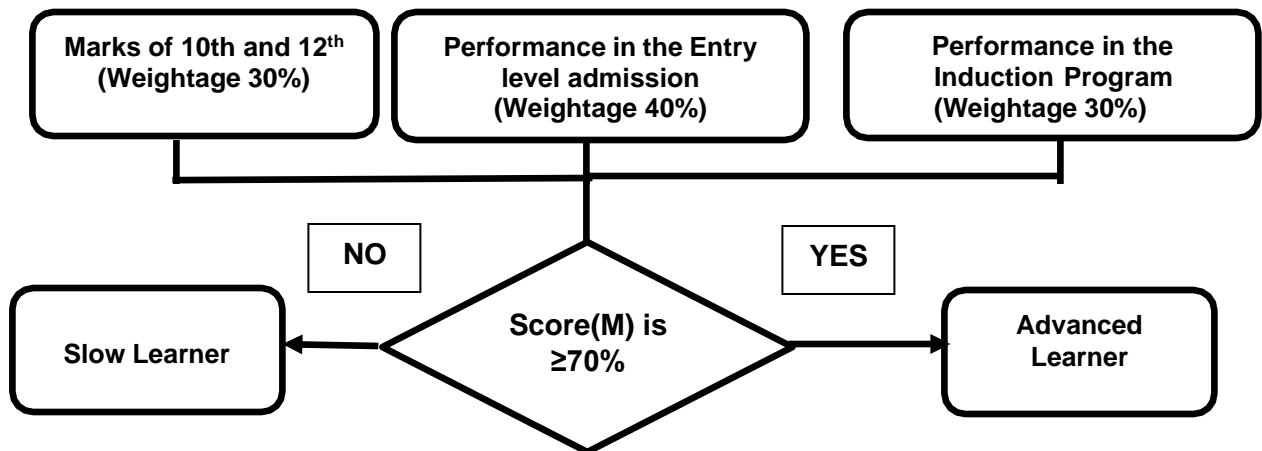 Marks of 10th and 12th
(Weightage 30%)
Performance in the Entry
level admission
(Weightage 40%)
Performance in the
Induction Program
(Weightage 30%)
NO
YES
Slow Learner
Score(M) is
≥70%
Advanced
Learner